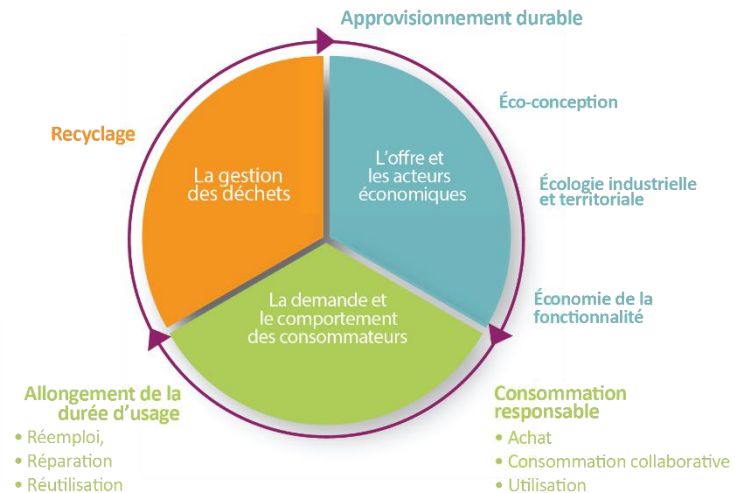 Approvisionnement durable
Éco-conception
Recyclage
La gestion
des déchets
L'offre et
les acteurs
économiques
Écologie industrielle
et territoriale
La demande et
le comportement
des consommateurs
Économie de la
fonctionnalité
Allongement de la
durée d'usage
• Réemploi,
• Réparation
• Réutilisation
Consommation
responsable
• Achat
• Consommation collaborative
• Utilisation